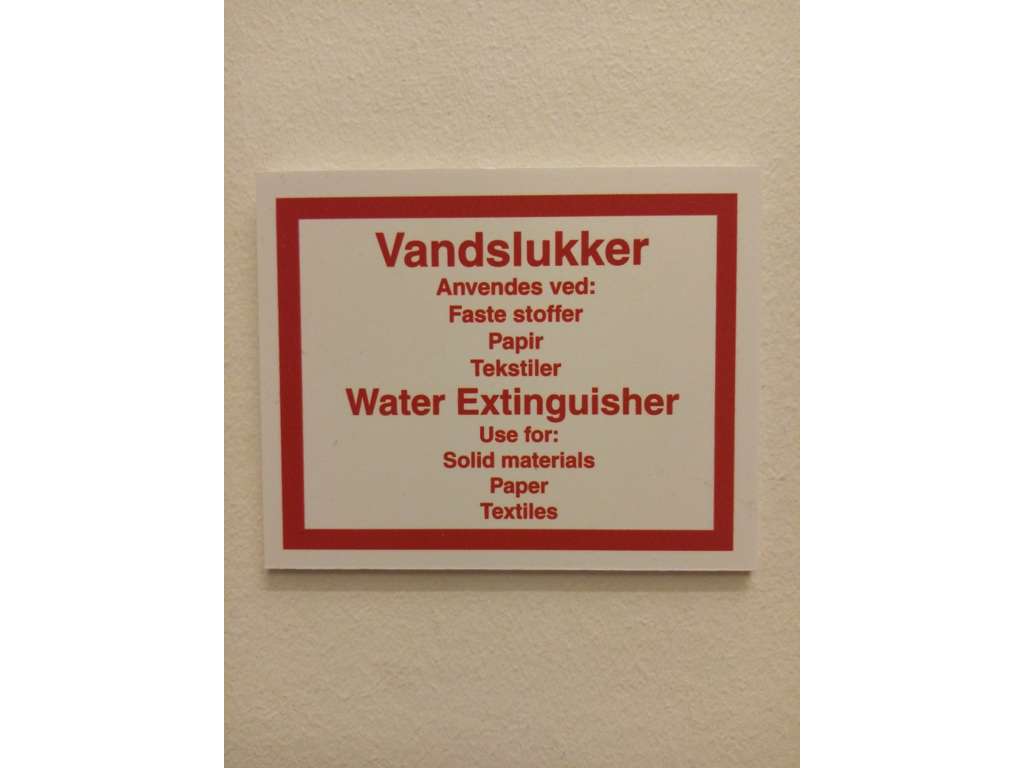 Vandslukker
Anvendes ved:
Faste stoffer
Papir
Tekstiler
Water Extinguisher
Use for:
Solid materials
Paper
Textiles